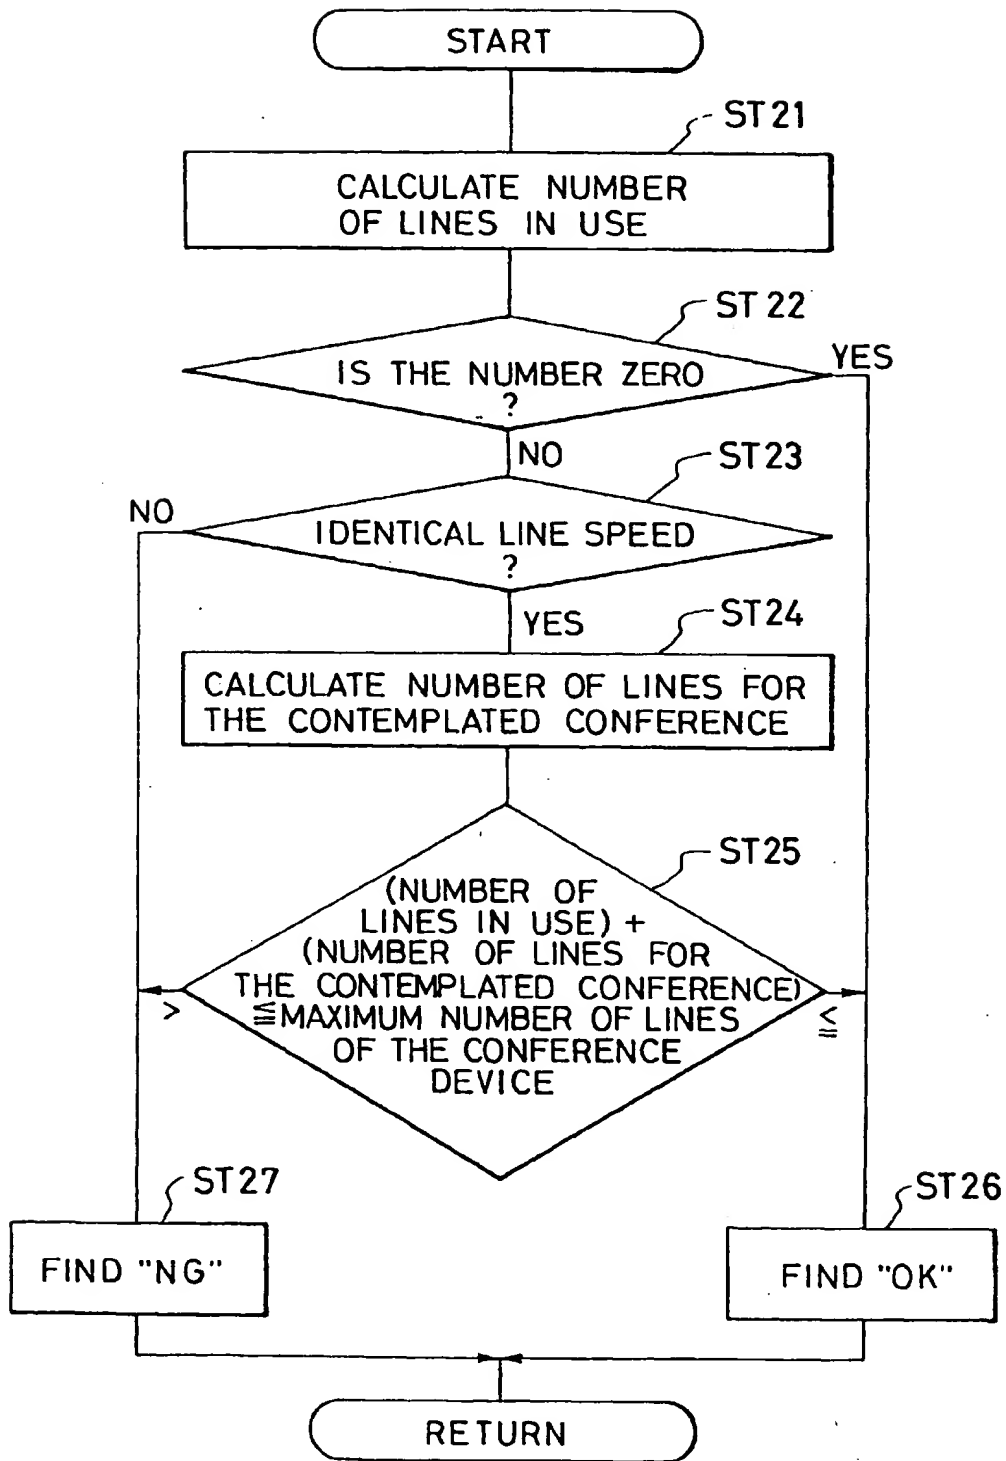 START
ST21
CALCULATE NUMBER
OF LINES IN USE
ST22
IS THE NUMBER ZERO
?
YES
NO
ST23
NO
IDENTICAL LINE SPEED
?
YES
ST24
CALCULATE NUMBER OF LINES FOR
THE CONTEMPLATED CONFERENCE
ST25
(NUMBER OF
LINES IN USE) +
(NUMBER OF LINES FOR
THE CONTEMPLATED CONFERENCE)
≦MAXIMUM NUMBER OF LINES
OF THE CONFERENCE
DEVICE
>
≦
ST27
FIND "NG"
ST26
FIND "OK"
RETURN